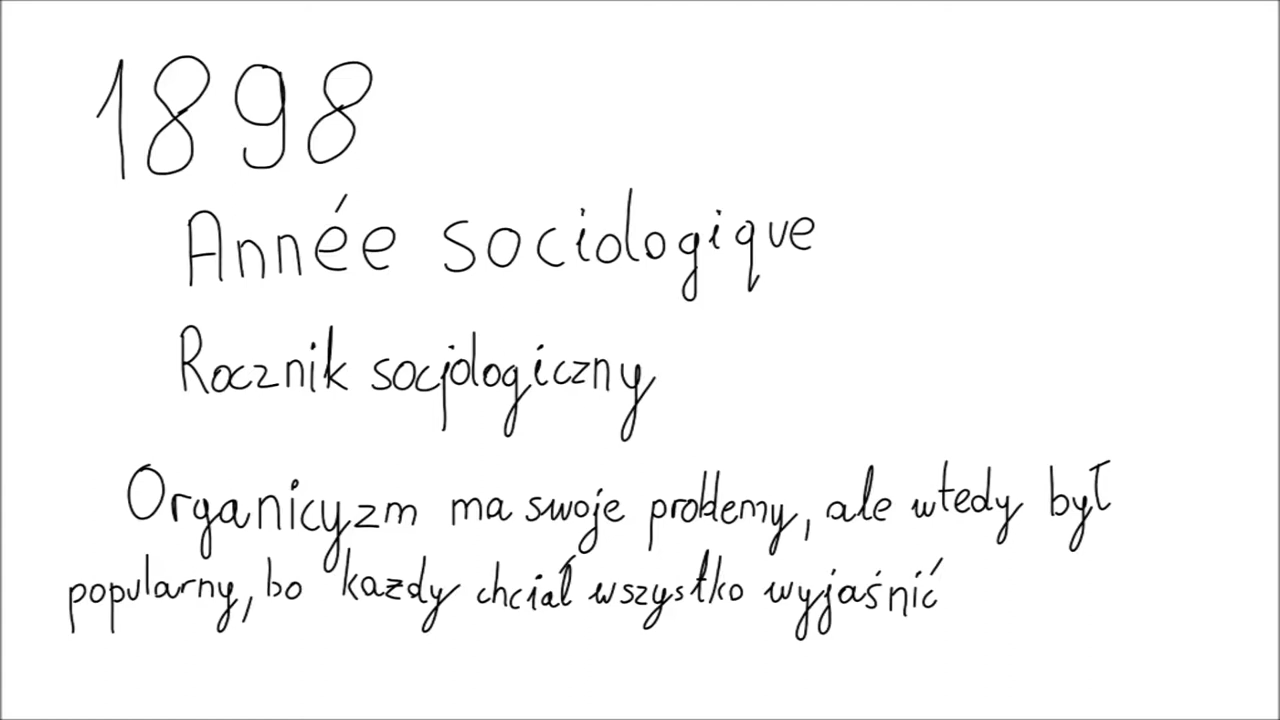 1898
Année sociologique
Rocznik socjologiczny
Organicyzm ma swoje problemy, ale wtedy był
popularny, bo kazdy chciał wszystko wyjaśnić